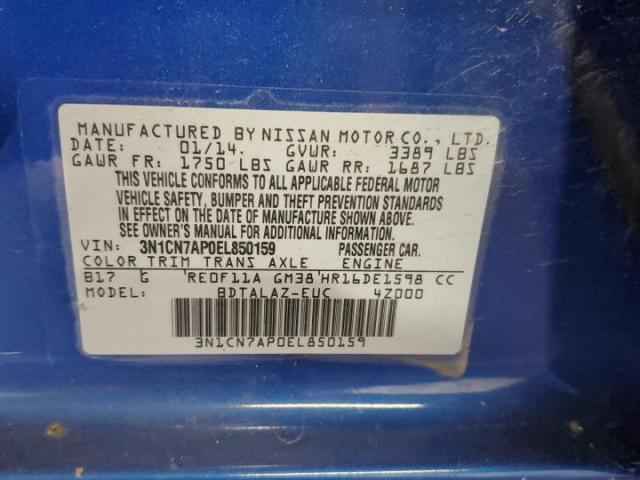 MANUFACTURED BY NISSAN MOTOR CO., LTD.
DATE: 01/14. GVWR: 3389 LBS
GAWR FR: 1750 LBS GAWR RR: 1687 LBS
THIS VEHICLE CONFORMS TO ALL APPLICABLE FEDERAL MOTOR
VEHICLE SAFETY, BUMPER AND THEFT PREVENTION STANDARDS
IN EFFECT ON THE DATE OF MANUFACTURE SHOWN ABOVE.
SEE OWNER'S MANUAL FOR ADDITIONAL INFORMATION.
VIN: 3N1CN7AP0EL850159 PASSENGER CAR.
COLOR TRIM TRANS AXLE ENGINE
B17 G RE0F11A GM38 HR16DE1598 CC
MODEL: BDTALAZ-EUC 4Z000
3N1CN7AP0EL850159